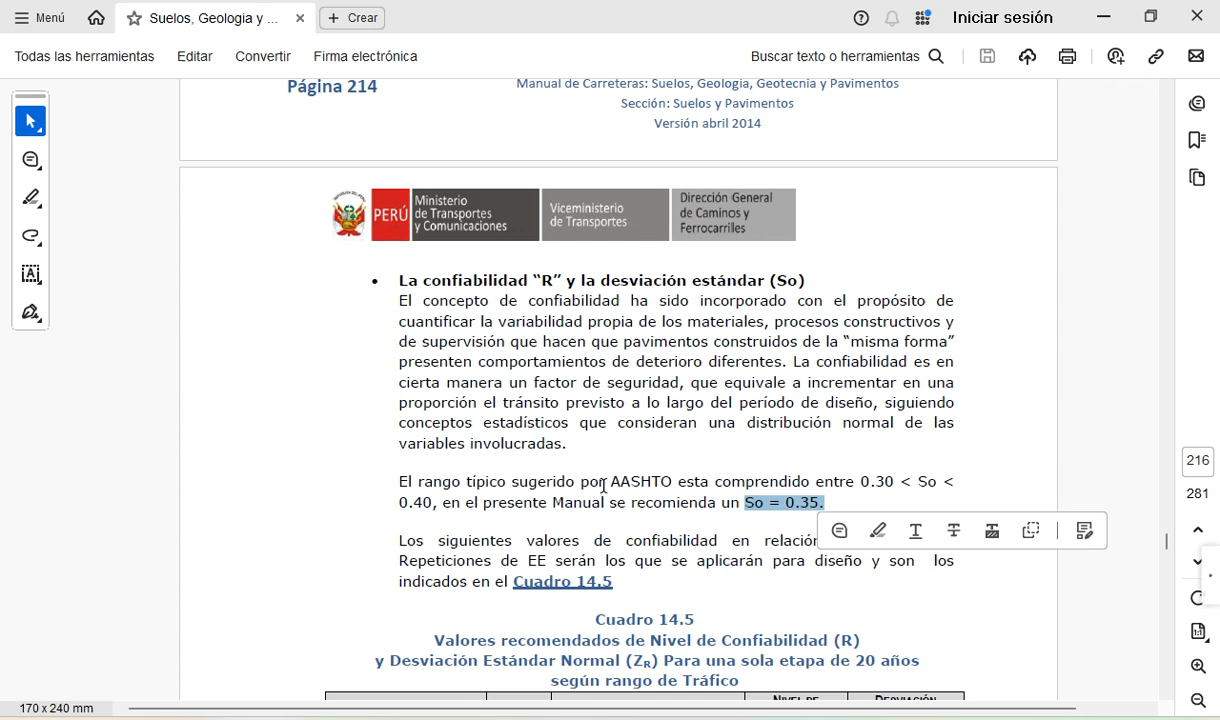 Menú
Suelos, Geologia y ...
Crear
Iniciar sesión
Todas las herramientas
Editar
Convertir
Firma electrónica
Buscar texto o herramientas
Página 214
Manual de Carreteras: Suelos, Geología, Geotecnia y Pavimentos
Sección: Suelos y Pavimentos
Versión abril 2014
PERÚ
Ministerio
de Transportes
y Comunicaciones
Viceministerio
de Transportes
Dirección General
de Caminos y
Ferrocarriles
• La confiabilidad “R” y la desviación estándar (So)
El concepto de confiabilidad ha sido incorporado con el propósito de
cuantificar la variabilidad propia de los materiales, procesos constructivos y
de supervisión que hacen que pavimentos construidos de la “misma forma”
presenten comportamientos de deterioro diferentes. La confiabilidad es en
cierta manera un factor de seguridad, que equivale a incrementar en una
proporción el tránsito previsto a lo largo del período de diseño, siguiendo
conceptos estadísticos que consideran una distribución normal de las
variables involucradas.
El rango típico sugerido por AASHTO esta comprendido entre 0.30 < So <
0.40, en el presente Manual se recomienda un So = 0.35.
Los siguientes valores de confiabilidad en relación
Repeticiones de EE serán los que se aplicarán para diseño y son los
indicados en el Cuadro 14.5
Cuadro 14.5
Valores recomendados de Nivel de Confiabilidad (R)
y Desviación Estándar Normal (ZR) Para una sola etapa de 20 años
según rango de Tráfico
NIVEL DE
DESVIACIÓN
216
281
170 x 240 mm